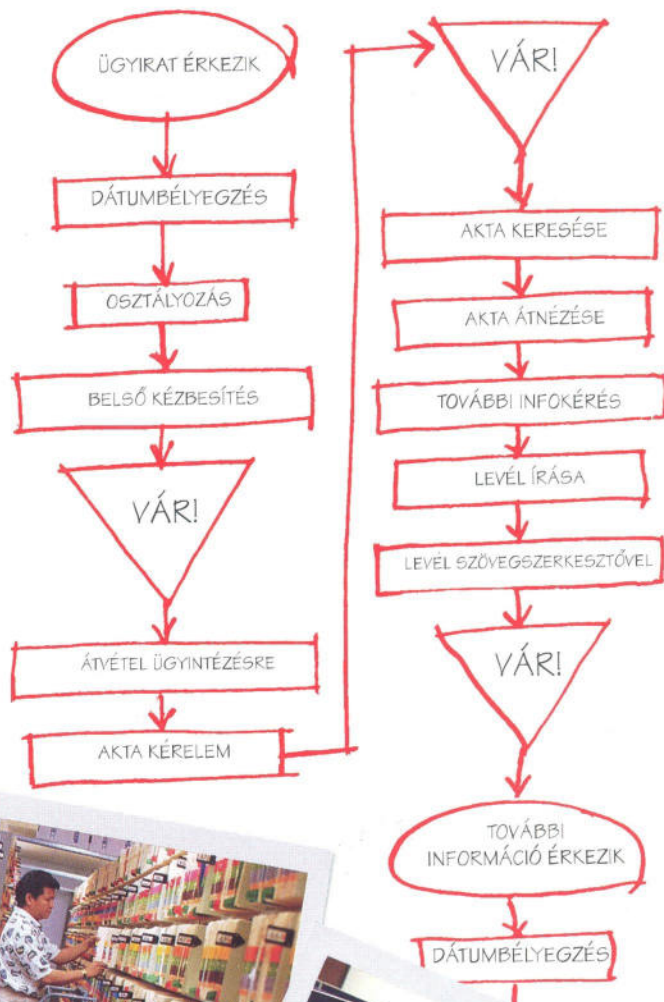 ÜGYIRAT ÉRKEZIK
DÁTUMBÉLYEGZÉS
OSZTÁLYOZÁS
BELSŐ KÉZBESÍTÉS
VÁR!
ÁTVÉTEL ÜGYINTÉZÉSRE
AKTA KÉRELEM
VÁR!
AKTA KERESÉSE
AKTA ÁTNÉZÉSE
TOVÁBBI INFOKÉRÉS
LEVÉL ÍRÁSA
LEVÉL SZÖVEGSZERKESZTŐVEL
VÁR!
TOVÁBBI
INFORMÁCIÓ ÉRKEZIK
DÁTUMBÉLYEGZÉS